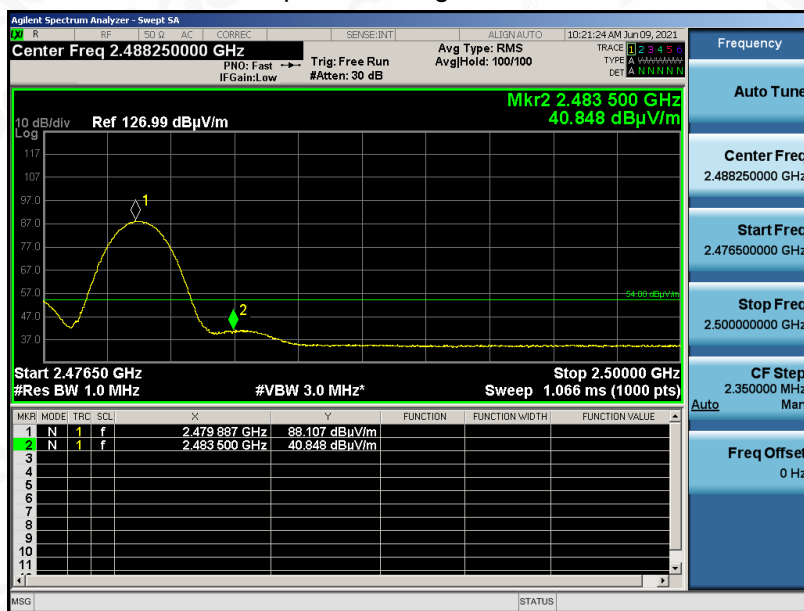 Agilent Spectrum Analyzer - Swept SA
LXI R RF 50 Ω AC CORREC SENSE:INT ALIGN AUTO 10:21:24 AM Jun 09, 2021
Center Freq 2.488250000 GHz
PNO: Fast
IFGain:Low
Trig: Free Run
#Atten: 30 dB
Avg Type: RMS
Avg|Hold: 100/100
TRACE 1 2 3 4 5 6
TYPE A WWWWW
DET A N N N N N
Mkr2 2.483 500 GHz
40.848 dBµV/m
10 dB/div Ref 126.99 dBµV/m
Log
117
107
97.0
87.0
77.0
67.0
57.0
47.0
37.0
1
2
54.00 dBµV/m
Start 2.47650 GHz Stop 2.50000 GHz
#Res BW 1.0 MHz #VBW 3.0 MHz* Sweep 1.066 ms (1000 pts)
MKR MODE TRC SCL X Y FUNCTION FUNCTION WIDTH FUNCTION VALUE
1 N 1 f 2.479 887 GHz 88.107 dBµV/m
2 N 1 f 2.483 500 GHz 40.848 dBµV/m
3
4
5
6
7
8
9
10
11
MSG STATUS
Frequency
Auto Tune
Center Freq
2.488250000 GHz
Start Freq
2.476500000 GHz
Stop Freq
2.500000000 GHz
CF Step
2.350000 MHz
Auto Man
Freq Offset
0 Hz